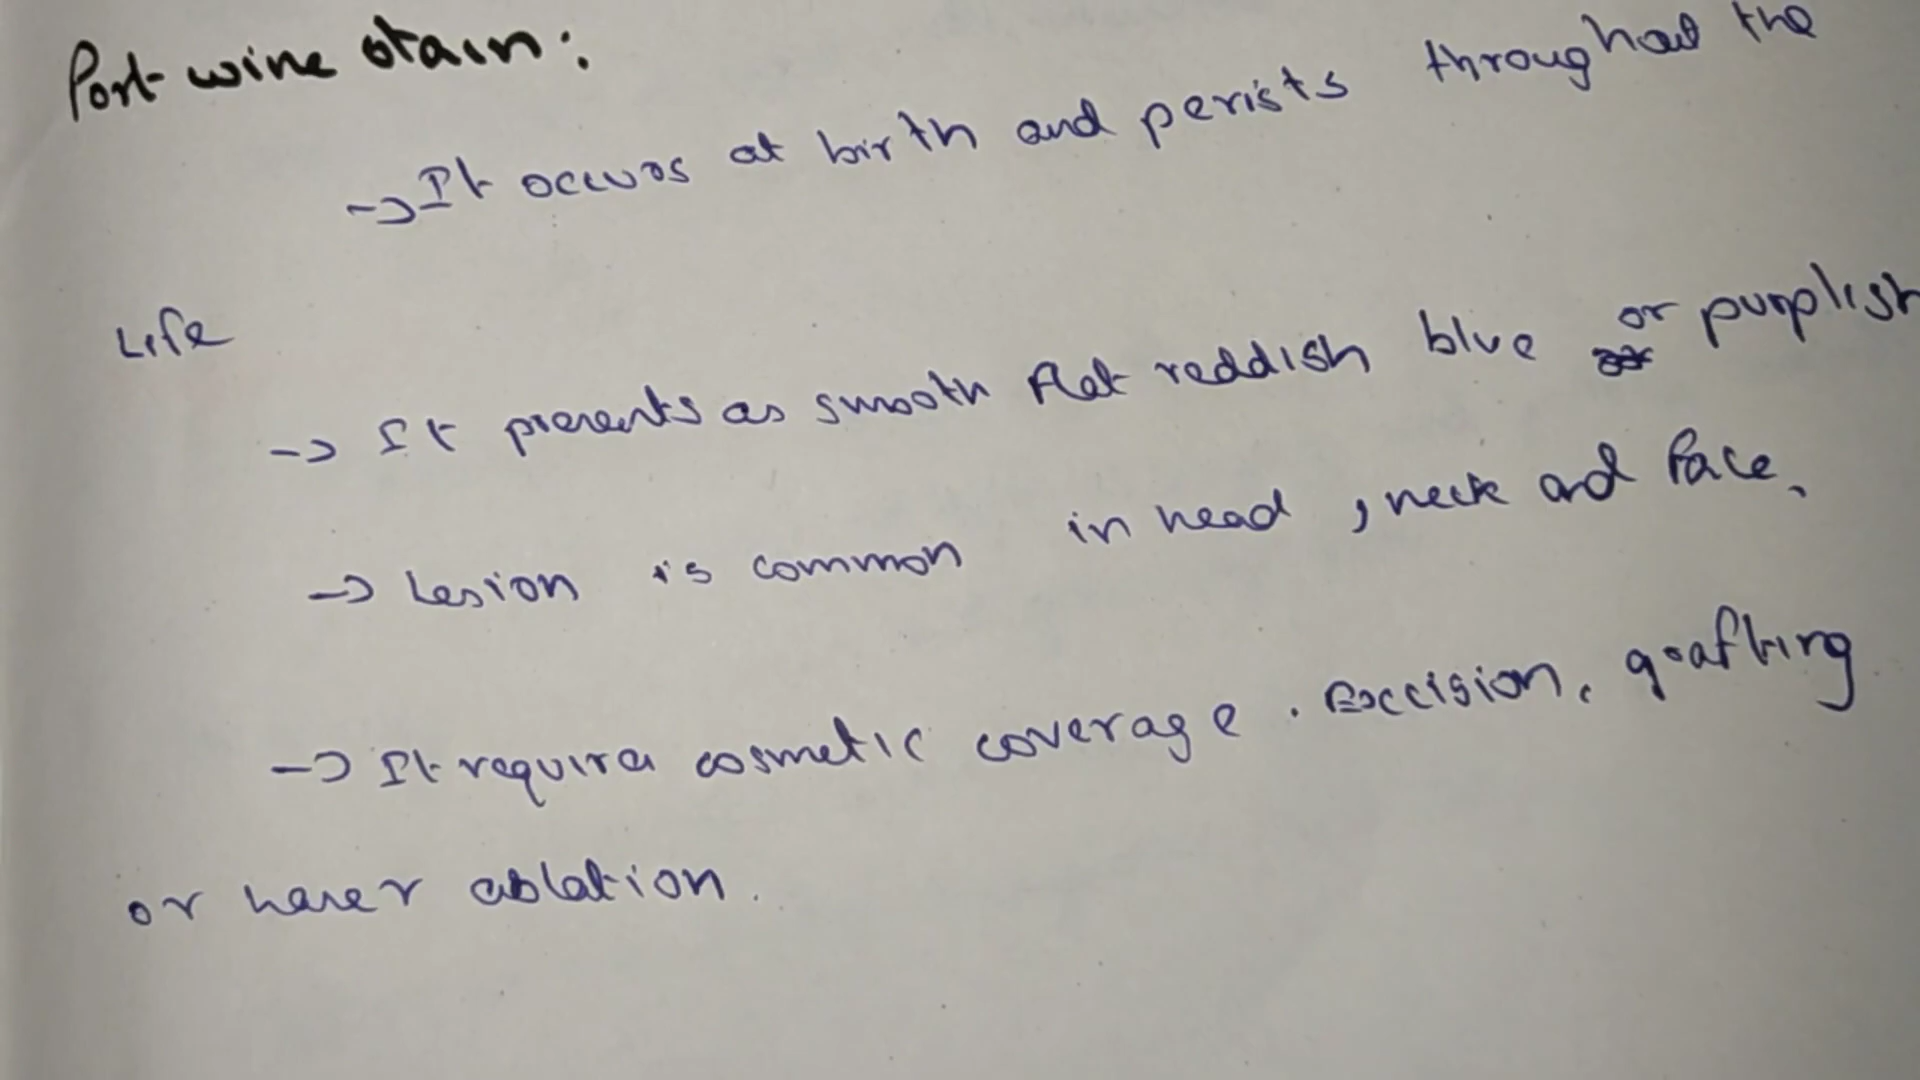 Port wine stain:
→ It occurs at birth and perists throughout the
Life
→ It presents as smooth flat reddish blue or purplish
→ Lesion is common in head, neck and face.
→ It requires cosmetic coverage. Excision, grafting
or laser ablation.